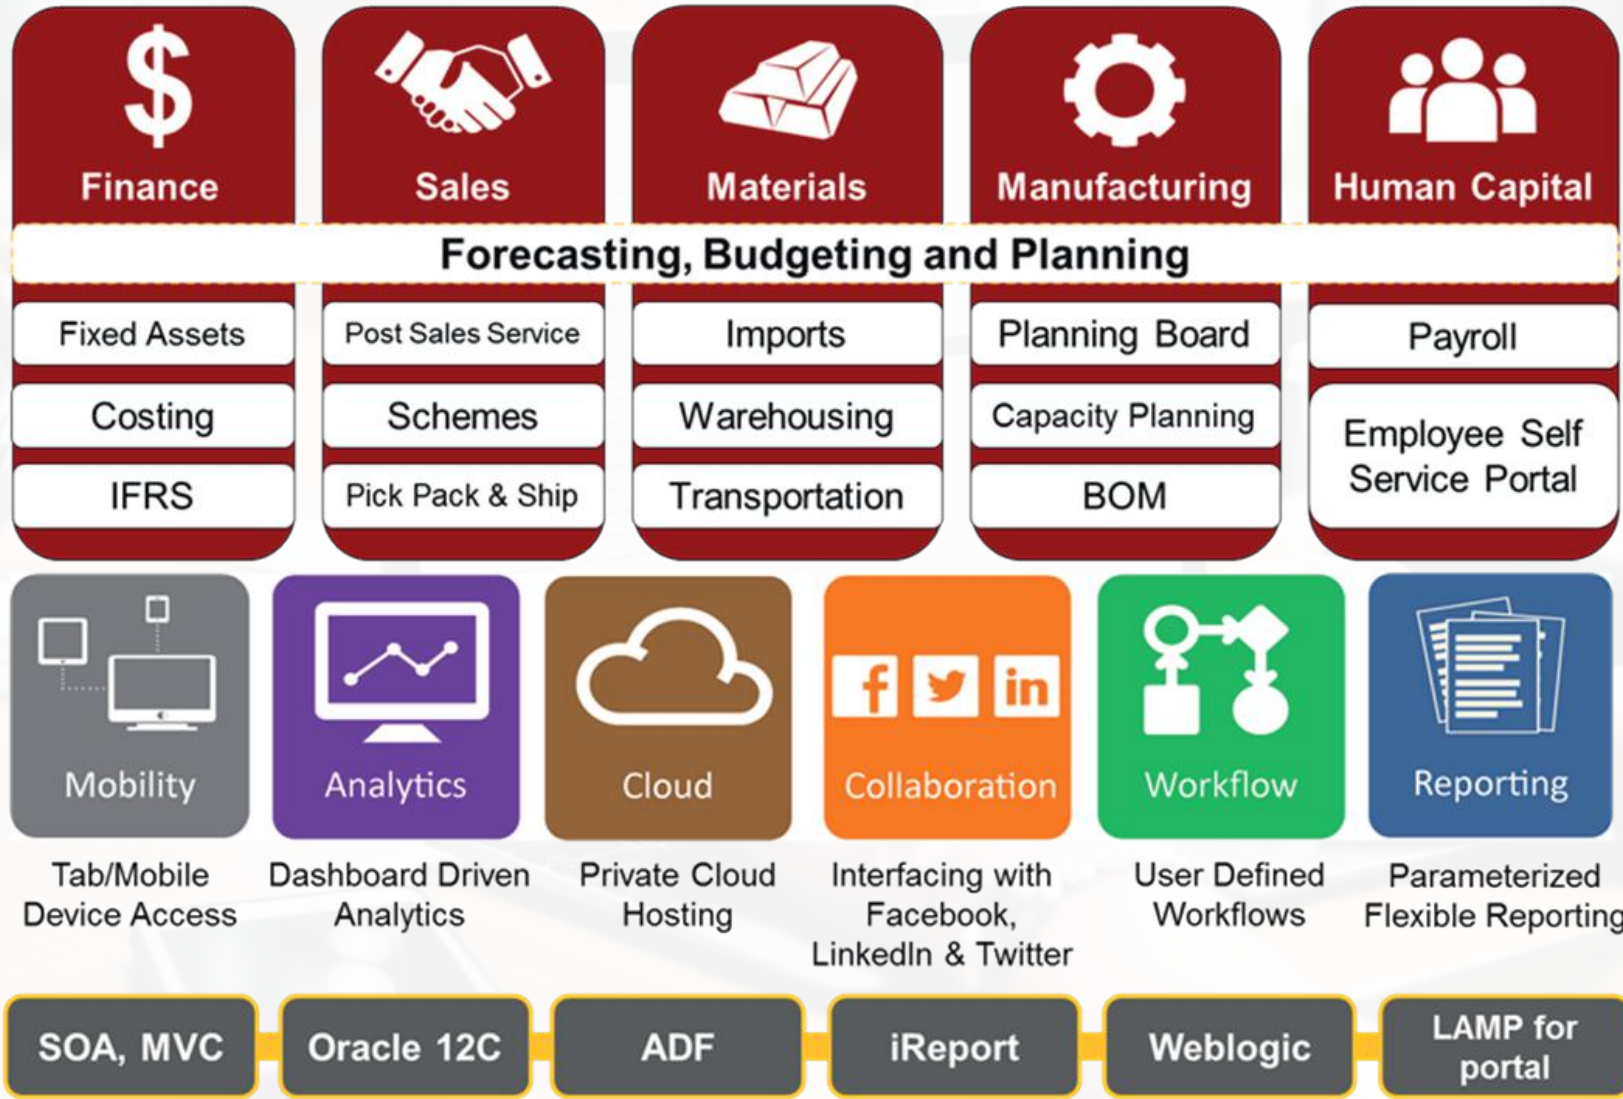 $
Finance
Sales
Materials
Manufacturing
Human Capital
Forecasting, Budgeting and Planning
Fixed Assets
Post Sales Service
Imports
Planning Board
Payroll
Costing
Schemes
Warehousing
Capacity Planning
Employee Self
Service Portal
IFRS
Pick Pack & Ship
Transportation
BOM
f
in
Mobility
Analytics
Cloud
Collaboration
Workflow
Reporting
Tab/Mobile
Device Access
Dashboard Driven
Analytics
Private Cloud
Hosting
Interfacing with
Facebook,
LinkedIn & Twitter
User Defined
Workflows
Parameterized
Flexible Reporting
SOA, MVC
Oracle 12C
ADF
iReport
Weblogic
LAMP for
portal